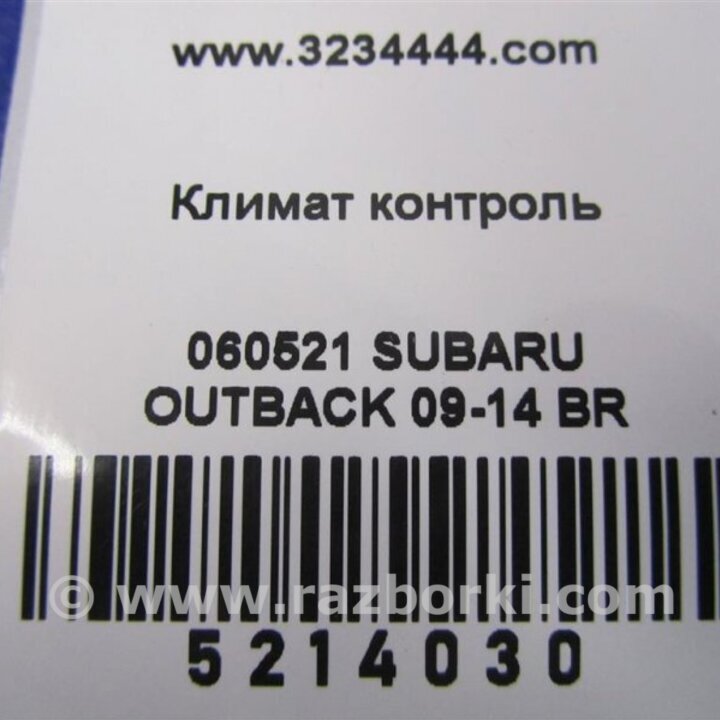 www.3234444.com
Климат контроль
060521 SUBARU
OUTBACK 09-14 BR
© www.razborki.com
5214030